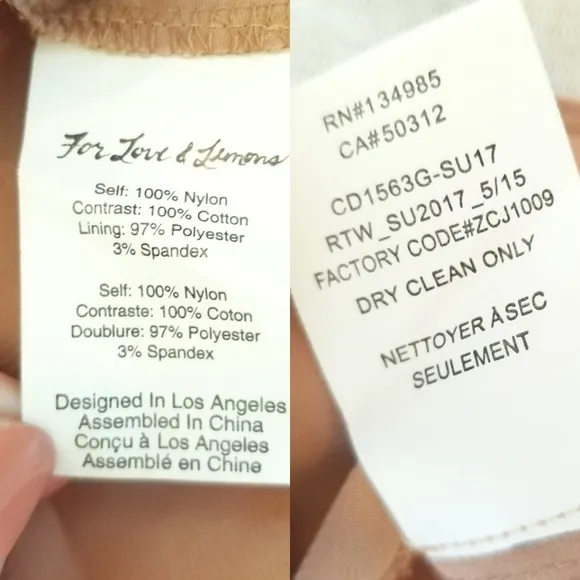 For Love & Lemons
Self: 100% Nylon
Contrast: 100% Cotton
Lining: 97% Polyester
3% Spandex
Self: 100% Nylon
Contraste: 100% Coton
Doublure: 97% Polyester
3% Spandex
Designed In Los Angeles
Assembled In China
Conçu à Los Angeles
Assemblé en Chine
RN#134985
CA#50312
CD1563G-SU17
RTW_SU2017_5/15
FACTORY CODE#ZCJ1009
DRY CLEAN ONLY
NETTOYER ÀSEC
SEULEMENT